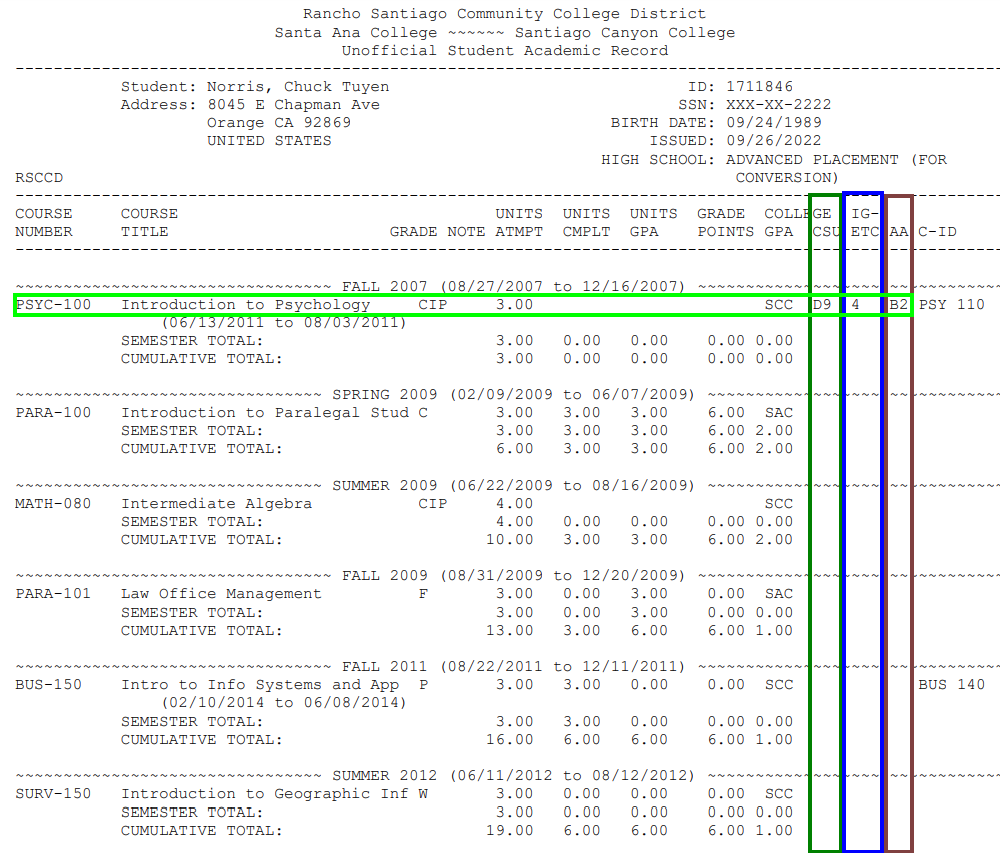 Rancho Santiago Community College District
Santa Ana College ~~~~~~ Santiago Canyon College
Unofficial Student Academic Record
Student: Norris, Chuck Tuyen ID: 1711846
Address: 8045 E Chapman Ave SSN: XXX-XX-2222
Orange CA 92869 BIRTH DATE: 09/24/1989
UNITED STATES ISSUED: 09/26/2022
HIGH SCHOOL: ADVANCED PLACEMENT (FOR
RSCCD CONVERSION)
COURSE COURSE UNITS UNITS UNITS GRADE COLLEGE IG-
NUMBER TITLE GRADE NOTE ATMPT CMPLT GPA POINTS GPA CSU ETC AA C-ID
~~~~~~~~~~~~~~~~~~~~~~~~~~~~~~~~~ FALL 2007 (08/27/2007 to 12/16/2007) ~~~~~~~~~~~~~~~~~~~~~~~~~~~~~~~~
PSYC-100 Introduction to Psychology CIP 3.00 SCC D9 4 B2 PSY 110
(06/13/2011 to 08/03/2011)
SEMESTER TOTAL: 3.00 0.00 0.00 0.00 0.00
CUMULATIVE TOTAL: 3.00 0.00 0.00 0.00 0.00
~~~~~~~~~~~~~~~~~~~~~~~~~~~~~~~~ SPRING 2009 (02/09/2009 to 06/07/2009) ~~~~~~~~~~~~~~~~~~~~~~~~~~~~~~~
PARA-100 Introduction to Paralegal Stud C 3.00 3.00 3.00 6.00 SAC
SEMESTER TOTAL: 3.00 3.00 3.00 6.00 2.00
CUMULATIVE TOTAL: 6.00 3.00 3.00 6.00 2.00
~~~~~~~~~~~~~~~~~~~~~~~~~~~~~~~~ SUMMER 2009 (06/22/2009 to 08/16/2009) ~~~~~~~~~~~~~~~~~~~~~~~~~~~~~~~
MATH-080 Intermediate Algebra CIP 4.00 SCC
SEMESTER TOTAL: 4.00 0.00 0.00 0.00 0.00
CUMULATIVE TOTAL: 10.00 3.00 3.00 6.00 2.00
~~~~~~~~~~~~~~~~~~~~~~~~~~~~~~~~~ FALL 2009 (08/31/2009 to 12/20/2009) ~~~~~~~~~~~~~~~~~~~~~~~~~~~~~~~~
PARA-101 Law Office Management F 3.00 0.00 3.00 0.00 SAC
SEMESTER TOTAL: 3.00 0.00 3.00 0.00 0.00
CUMULATIVE TOTAL: 13.00 3.00 6.00 6.00 1.00
~~~~~~~~~~~~~~~~~~~~~~~~~~~~~~~~~ FALL 2011 (08/22/2011 to 12/11/2011) ~~~~~~~~~~~~~~~~~~~~~~~~~~~~~~~~
BUS-150 Intro to Info Systems and App P 3.00 3.00 0.00 0.00 SCC BUS 140
(02/10/2014 to 06/08/2014)
SEMESTER TOTAL: 3.00 3.00 0.00 0.00 0.00
CUMULATIVE TOTAL: 16.00 6.00 6.00 6.00 1.00
~~~~~~~~~~~~~~~~~~~~~~~~~~~~~~~~ SUMMER 2012 (06/11/2012 to 08/12/2012) ~~~~~~~~~~~~~~~~~~~~~~~~~~~~~~~
SURV-150 Introduction to Geographic Inf W 3.00 0.00 0.00 0.00 SCC
SEMESTER TOTAL: 3.00 0.00 0.00 0.00 0.00
CUMULATIVE TOTAL: 19.00 6.00 6.00 6.00 1.00